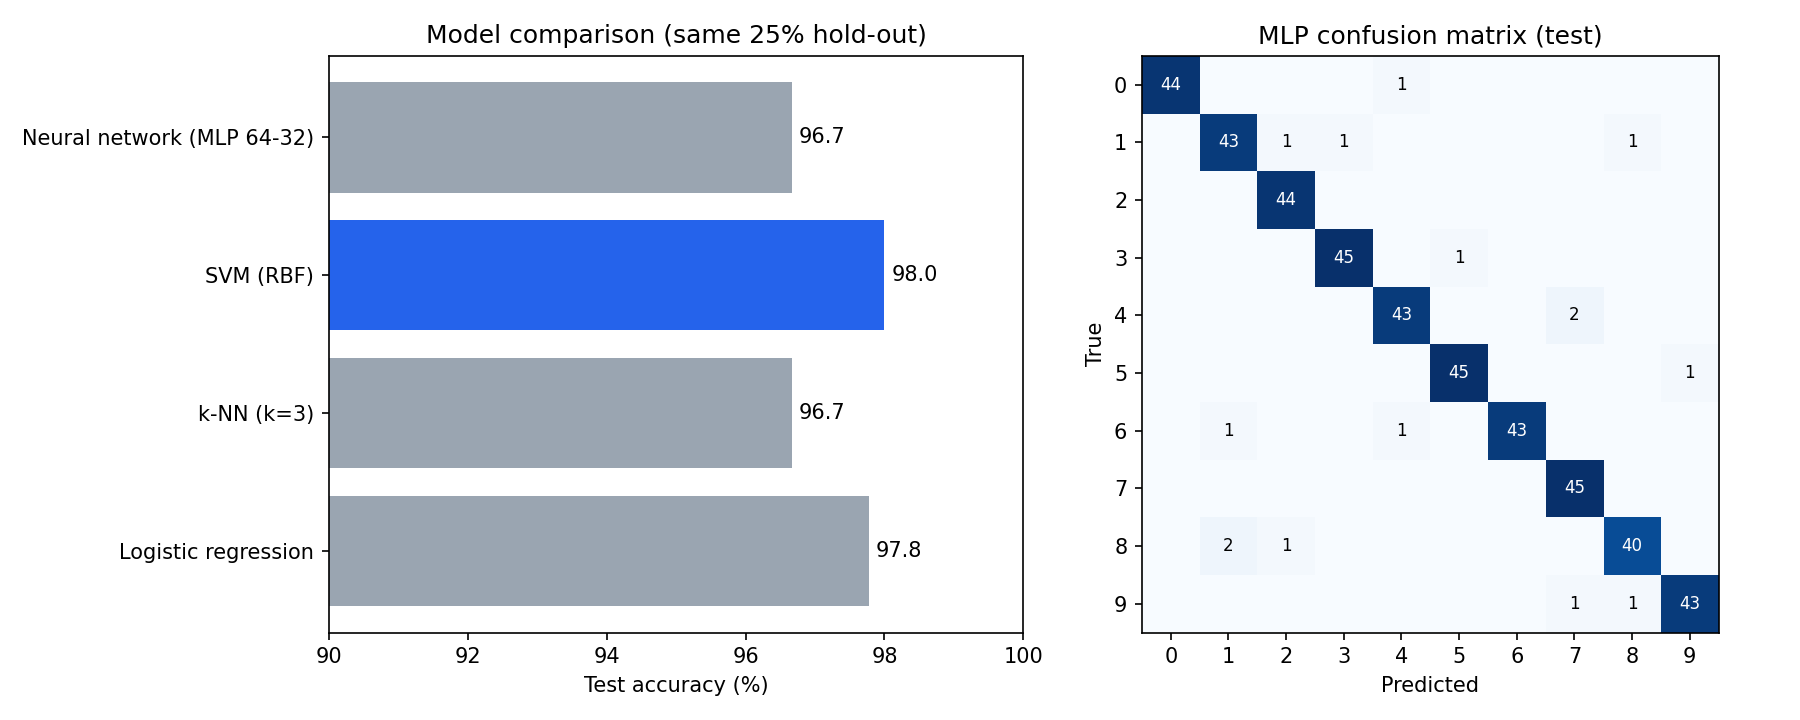 Model comparison (same 25% hold-out)
Neural network (MLP 64-32)
96.7
SVM (RBF)
98.0
k-NN (k=3)
96.7
Logistic regression
97.8
90 92 94 96 98 100
Test accuracy (%)
MLP confusion matrix (test)
True
0 44 1
1 43 1 1 1
2 44
3 45 1
4 43 2
5 45 1
6 1 1 43
7 45
8 2 1 40
9 1 1 43
0 1 2 3 4 5 6 7 8 9
Predicted